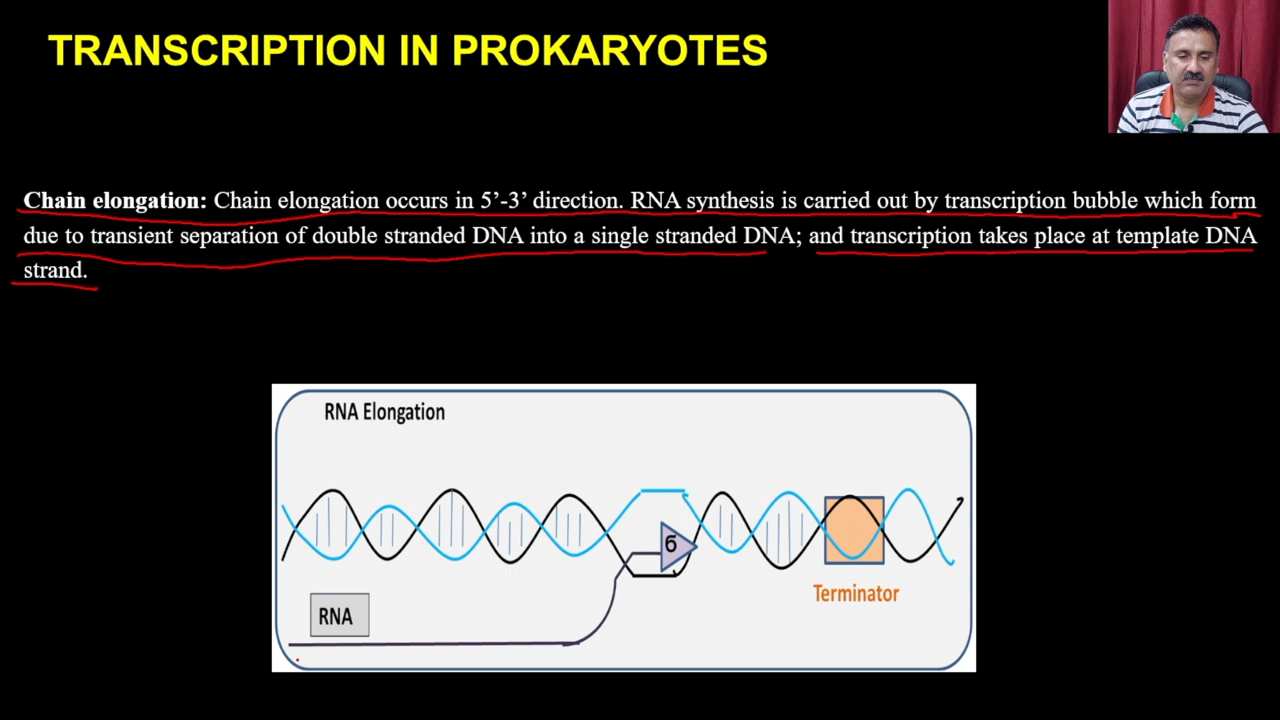 TRANSCRIPTION IN PROKARYOTES
Chain elongation: Chain elongation occurs in 5’-3’ direction. RNA synthesis is carried out by transcription bubble which form
due to transient separation of double stranded DNA into a single stranded DNA; and transcription takes place at template DNA
strand.
RNA Elongation
б
Terminator
RNA